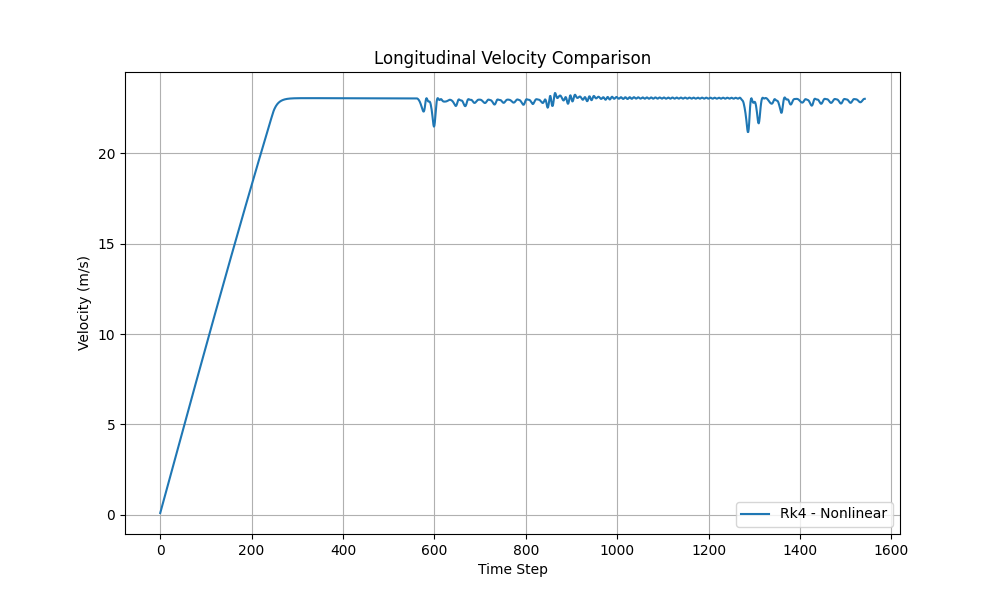 Longitudinal Velocity Comparison
Velocity (m/s)
20
15
10
5
0
Rk4 - Nonlinear
0 200 400 600 800 1000 1200 1400 1600
Time Step